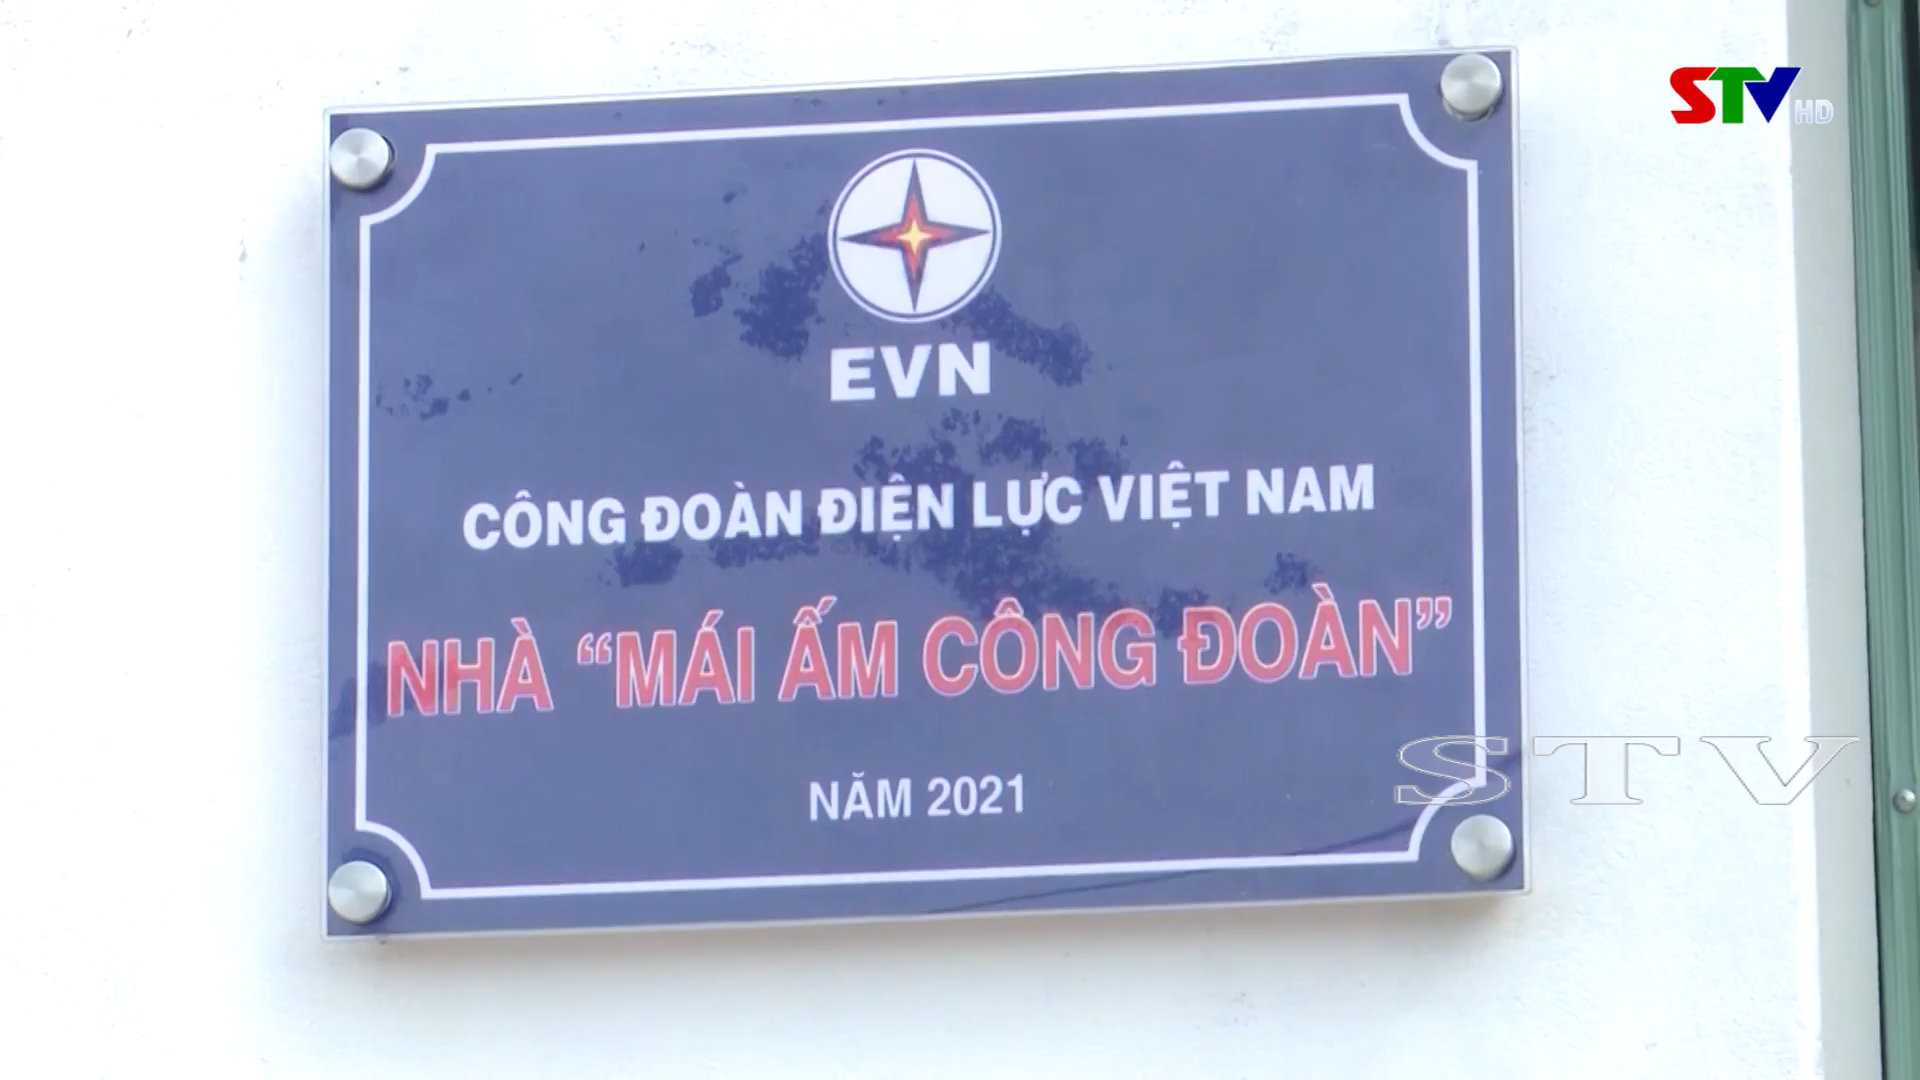 STV HD
EVN
CÔNG ĐOÀN ĐIỆN LỰC VIỆT NAM
NHÀ “MÁI ẤM CÔNG ĐOÀN”
STV
NĂM 2021